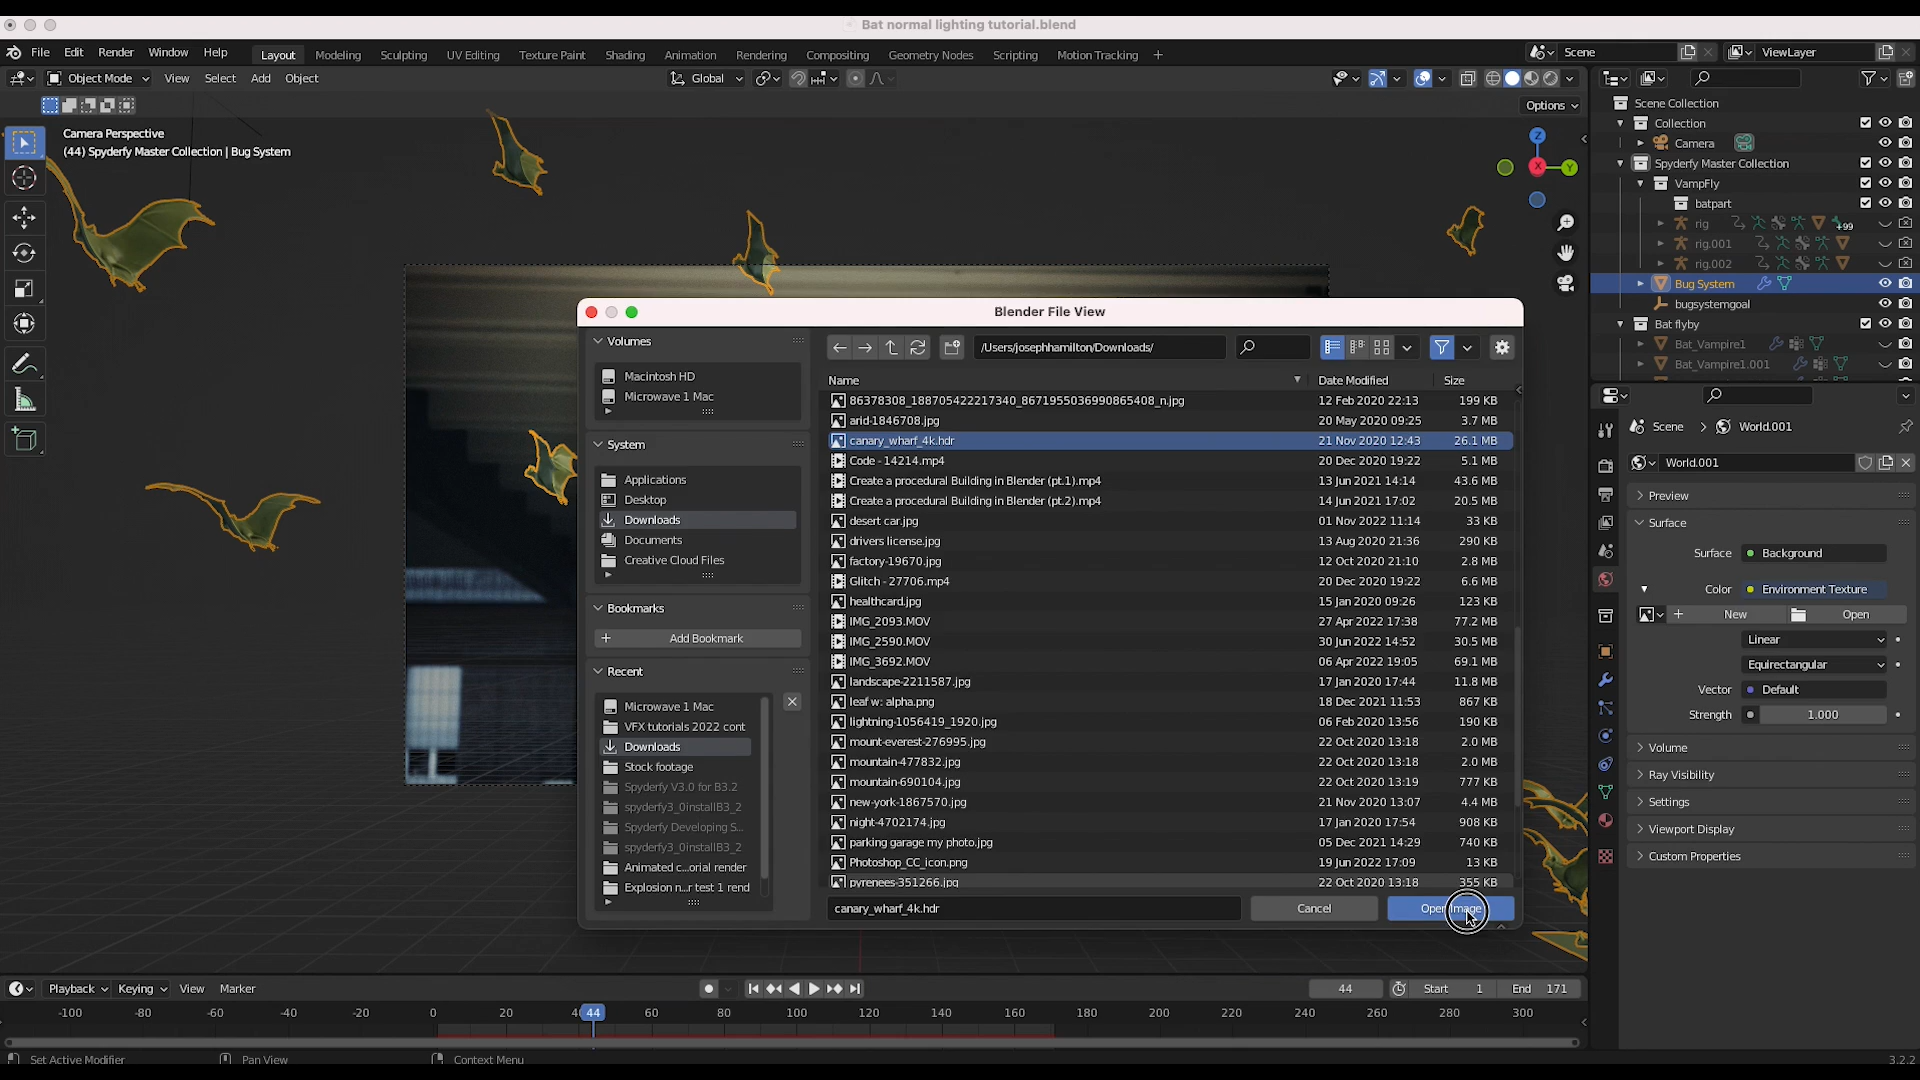 Bat normal lighting tutorial.blend
File Edit Render Window Help
Layout Modeling Sculpting UV Editing Texture Paint Shading Animation Rendering Compositing Geometry Nodes Scripting Motion Tracking +
Scene
ViewLayer
Object Mode View Select Add Object
Global
Options
Camera Perspective
(44) Spyderfy Master Collection | Bug System
Z
X
Y
Scene Collection
Collection
Camera
Spyderfy Master Collection
VampFly
batpart
rig
+99
rig.001
rig.002
Bug System
bugsystemgoal
Bat flyby
Bat_Vampire1
Bat_Vampire1.001
Blender File View
Volumes
Macintosh HD
Microwave 1 Mac
System
Applications
Desktop
Downloads
Documents
Creative Cloud Files
Bookmarks
+ Add Bookmark
Recent
Microwave 1 Mac
VFX tutorials 2022 cont
Downloads
Stock footage
Spyderfy V3.0 for B3.2
spyderfy3_0installB3_2
Spyderfy Developing S...
spyderfy3_0installB3_2
Animated c...orial render
Explosion n...r test 1 rend
/Users/josephhamilton/Downloads/
Name Date Modified Size
86378308_188705422217340_8671955036990865408_n.jpg 12 Feb 2020 22:13 199 KB
arid-1846708.jpg 20 May 2020 09:25 3.7 MB
canary_wharf_4k.hdr 21 Nov 2020 12:43 26.1 MB
Code - 14214.mp4 20 Dec 2020 19:22 5.1 MB
Create a procedural Building in Blender (pt.1).mp4 13 Jun 2021 14:14 43.6 MB
Create a procedural Building in Blender (pt.2).mp4 14 Jun 2021 17:02 20.5 MB
desert car.jpg 01 Nov 2022 11:14 33 KB
drivers license.jpg 13 Aug 2020 21:36 290 KB
factory-19670.jpg 12 Oct 2020 21:10 2.8 MB
Glitch - 27706.mp4 20 Dec 2020 19:22 6.6 MB
healthcard.jpg 15 Jan 2020 09:26 123 KB
IMG_2093.MOV 27 Apr 2022 17:38 77.2 MB
IMG_2590.MOV 30 Jun 2022 14:52 30.5 MB
IMG_3692.MOV 06 Apr 2022 19:05 69.1 MB
landscape-2211587.jpg 17 Jan 2020 17:44 11.8 MB
leaf w: alpha.png 18 Dec 2021 11:53 867 KB
lightning-1056419_1920.jpg 06 Feb 2020 13:56 190 KB
mount-everest-276995.jpg 22 Oct 2020 13:18 2.0 MB
mountain-477832.jpg 22 Oct 2020 13:18 2.0 MB
mountain-690104.jpg 22 Oct 2020 13:19 777 KB
new-york-1867570.jpg 21 Nov 2020 13:07 4.4 MB
night-4702174.jpg 17 Jan 2020 17:54 908 KB
parking garage my photo.jpg 05 Dec 2021 14:29 740 KB
Photoshop_CC_icon.png 19 Jun 2022 17:09 13 KB
pyrenees-351266.jpg 22 Oct 2020 13:18 355 KB
canary_wharf_4k.hdr Cancel Open Image
Scene > World.001
World.001
Preview
Surface
Surface Background
Color Environment Texture
+ New Open
Linear
Equirectangular
Vector Default
Strength 1.000
Volume
Ray Visibility
Settings
Viewport Display
Custom Properties
Playback Keying View Marker
44 Start 1 End 171
-100 -80 -60 -40 -20 0 20 44 60 80 100 120 140 160 180 200 220 240 260 280 300
Set Active Modifier Pan View Context Menu
3.2.2